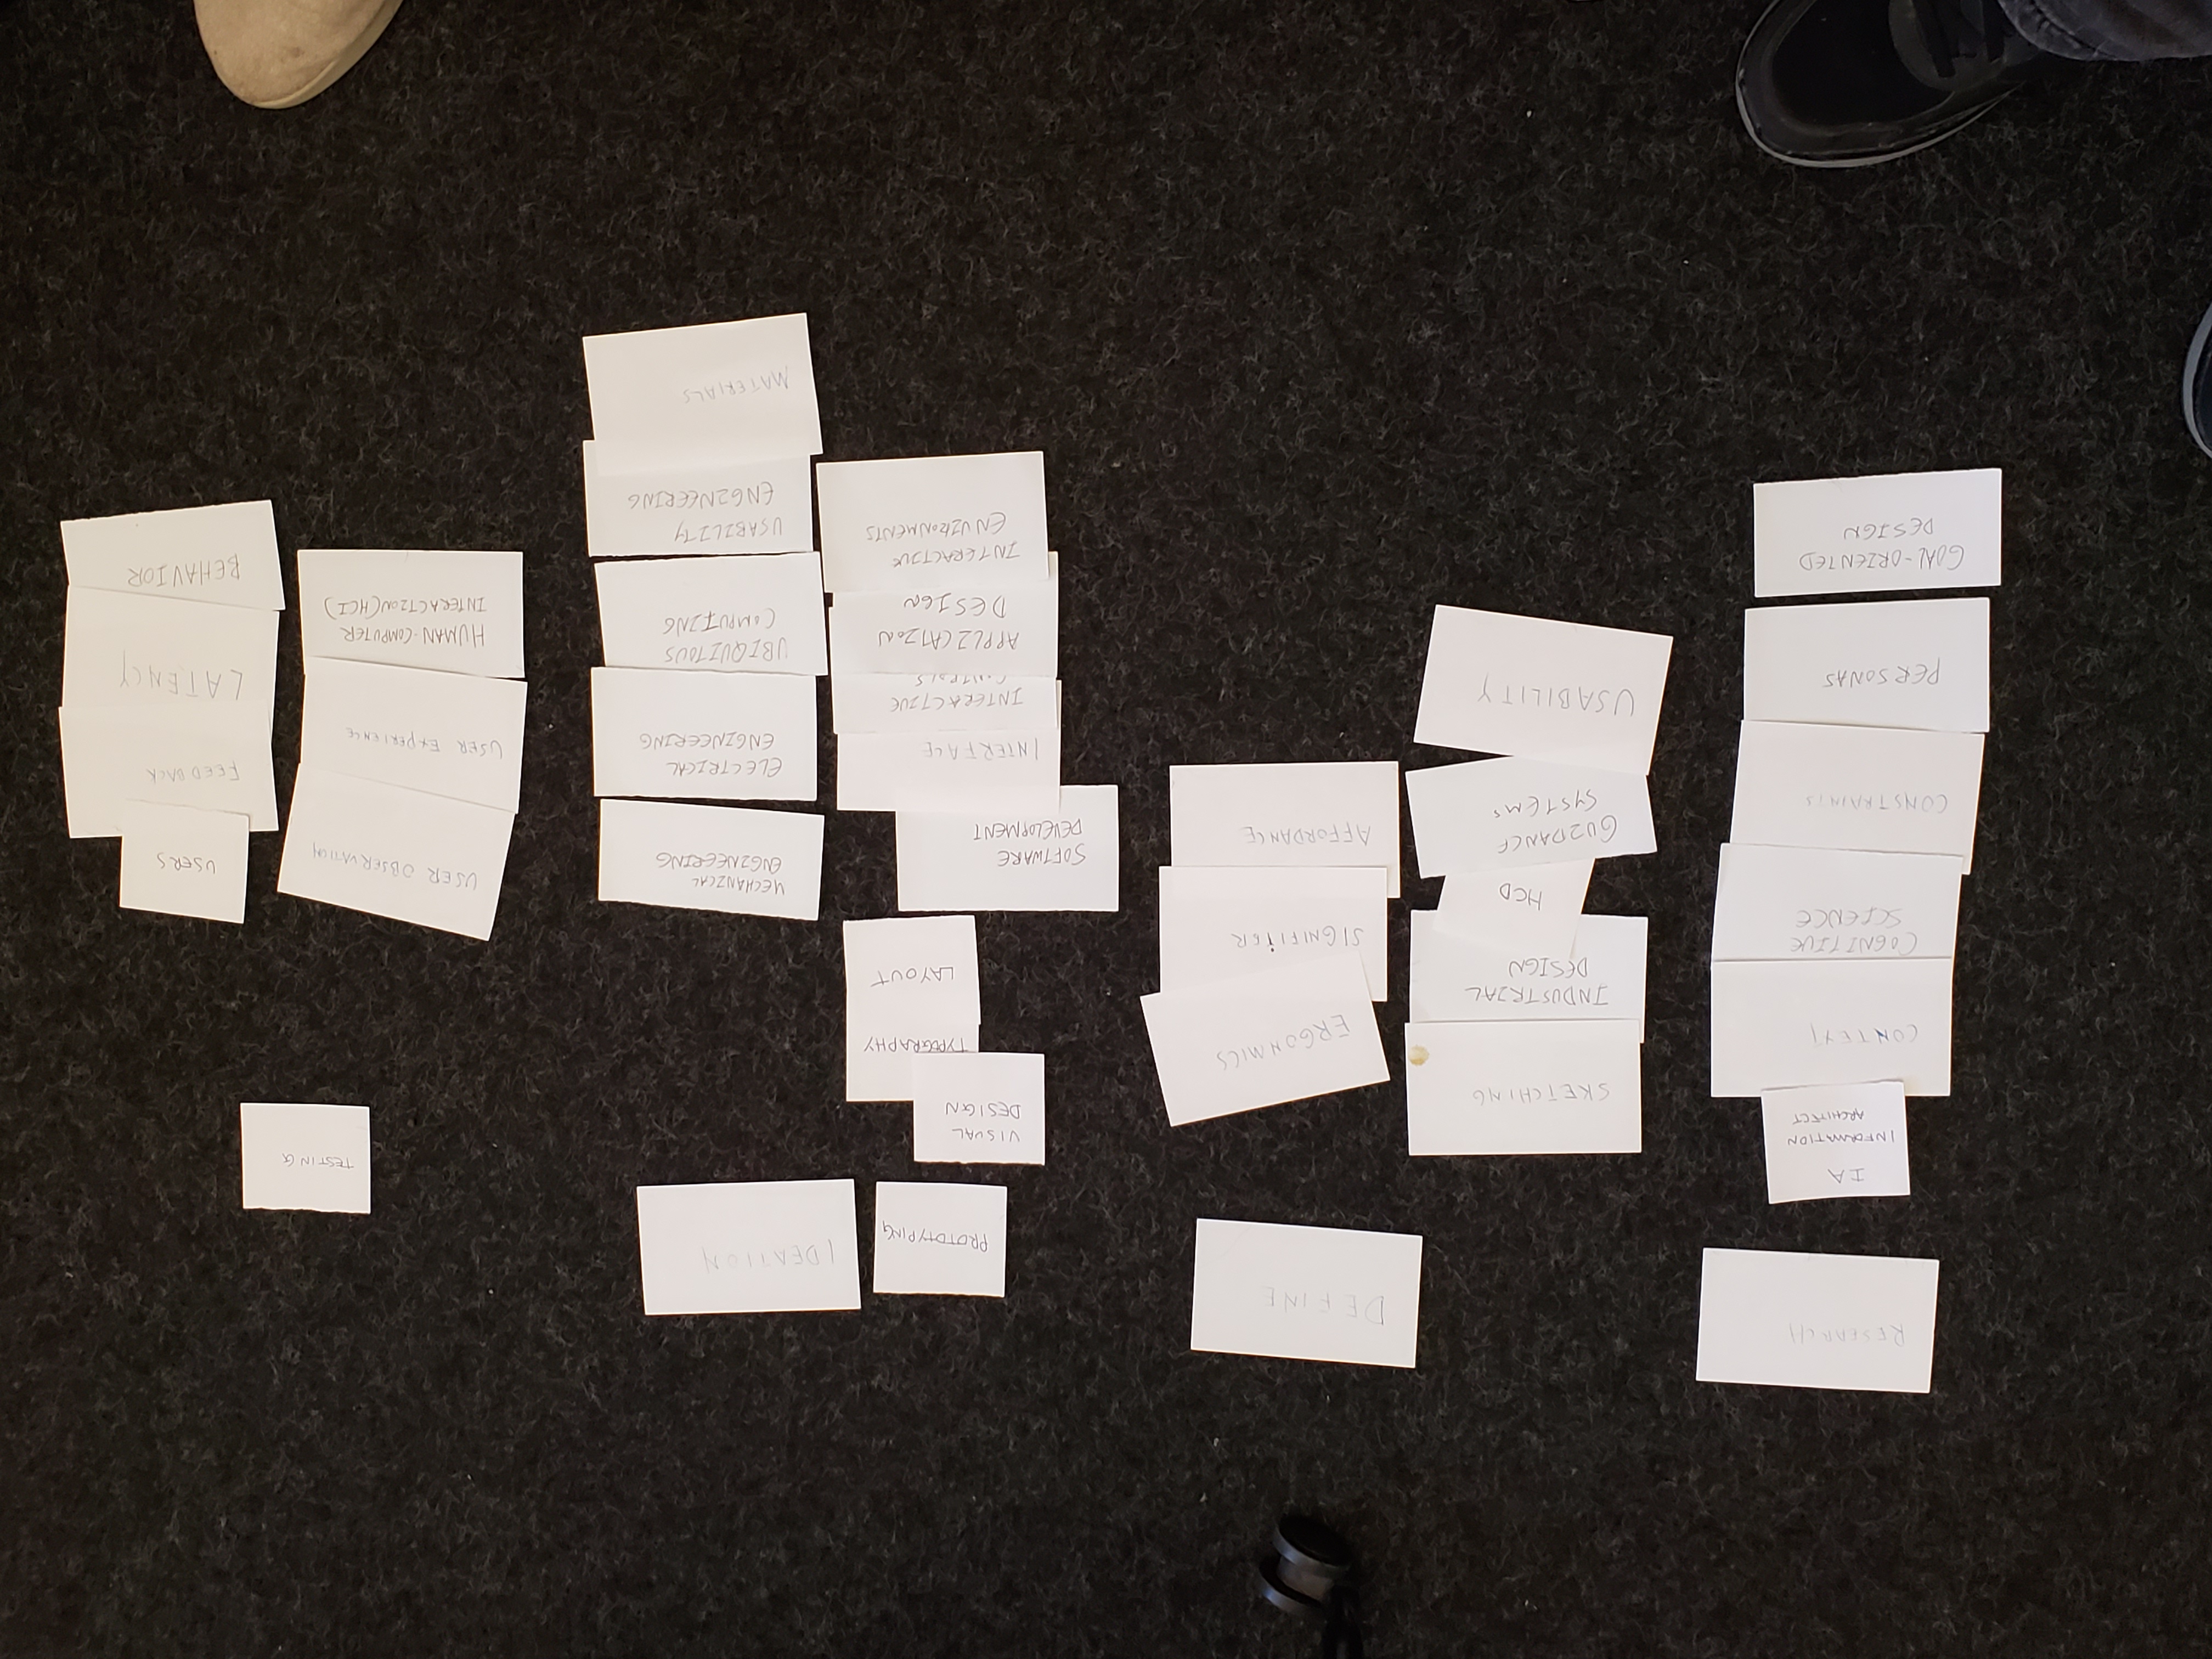 RESEARCH
DEFINE
PROTOTYPING
IDEATION
TESTING
IA
INFORMATION
ARCHITECT
CONTEXT
COGNITIVE
SCIENCE
CONSTRAINTS
PERSONAS
GOAL-ORIENTED
DESIGN
SKETCHING
INDUSTRIAL
DESIGN
HCD
GUIDANCE
SYSTEMS
USABILITY
ERGONMICS
SIGNIFIER
AFFORDANCE
VISUAL
DESIGN
TYPOGRAPHY
LAYOUT
SOFTWARE
DEVELOPMENT
INTERFACE
INTERACTIVE
CONTROLS
APPLICATION
DESIGN
INTERACTIVE
ENVIRONMENTS
MECHANICAL
ENGINEERING
ELECTRICAL
ENGINEERING
UBIQUITOUS
COMPUTING
USABILITY
ENGINEERING
MATERIALS
USER OBSERVATION
USER EXPERIENCE
HUMAN-COMPUTER
INTERACTION(HCI)
USERS
FEEDBACK
LATENCY
BEHAVIOR